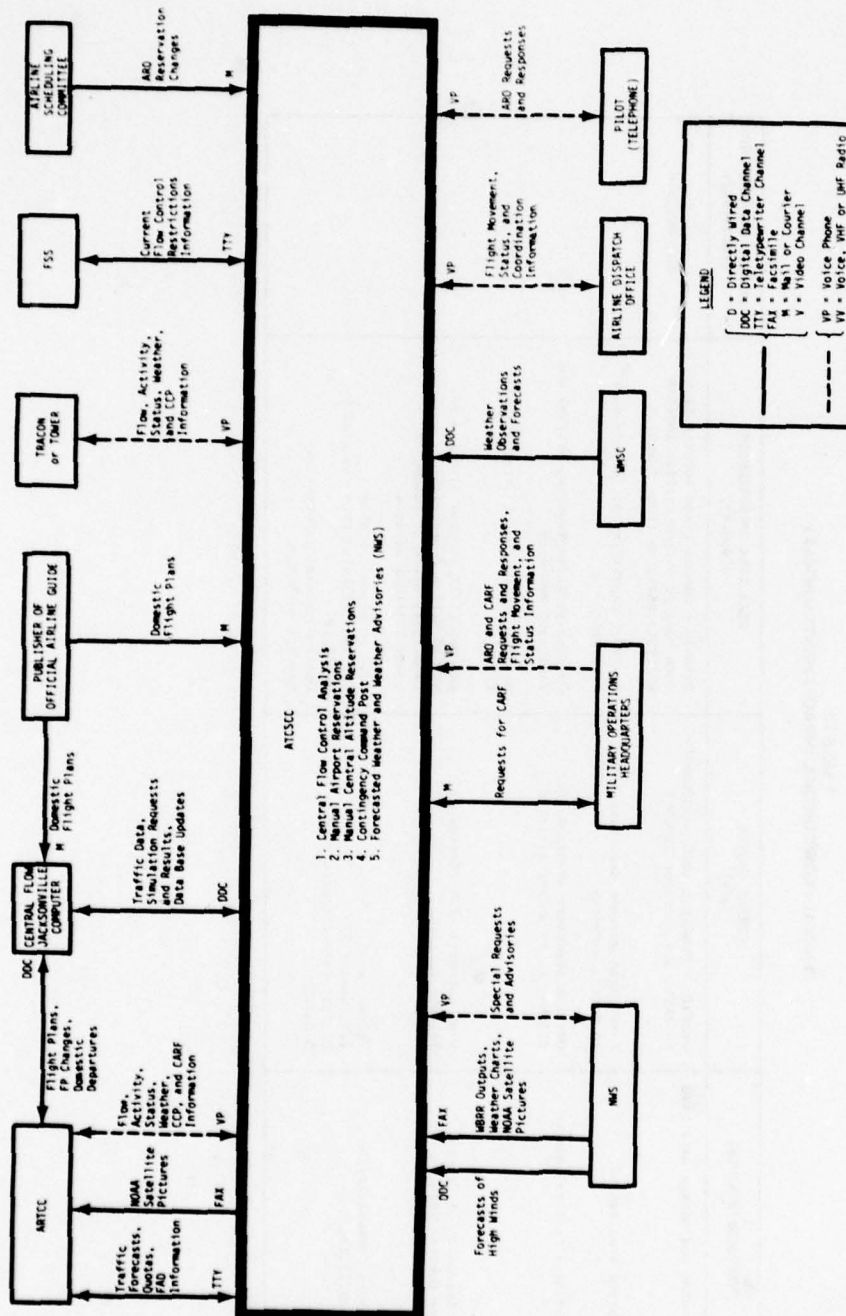 ARTCC
Traffic
Forecasts,
Quotas,
FAD
Information
TTY
NOAA
Satellite
Pictures
FAX
Flow,
Activity,
Status,
Weather,
CCP, and CARF
Information
VP
Flight Plans,
FP Changes,
Domestic
Departures
DDC
CENTRAL FLOW
JACKSONVILLE
COMPUTER
M Domestic
Flight Plans
Traffic Data,
Simulation Requests
and Results,
Data Base Updates
DDC
PUBLISHER OF
OFFICIAL AIRLINE GUIDE
Domestic
Flight Plans
M
TRACON
or TOWER
Flow, Activity,
Status, Weather,
and CCP
Information
VP
FSS
Current
Flow Control
Restrictions
Information
TTY
AIRLINE
SCHEDULING
COMMITTEE
ARO
Reservation
Changes
M
ATCSCC
1. Central Flow Control Analysis
2. Manual Airport Reservations
3. Manual Central Altitude Reservations
4. Contingency Command Post
5. Forecasted Weather and Weather Advisories (NWS)
DDC
Forecasts of
High Winds
FAX
WBRR Outputs,
Weather Charts,
NOAA Satellite
Pictures
VP
Special Requests
and Advisories
NWS
M
Requests for CARF
VP
ARO and CARF
Requests and Responses,
Flight Movement, and
Status Information
MILITARY OPERATIONS
HEADQUARTERS
DDC
Weather
Observations
and Forecasts
WMSC
VP
Flight Movement,
Status, and
Coordination
Information
AIRLINE DISPATCH
OFFICE
VP
ARO Requests
and Responses
PILOT
(TELEPHONE)
LEGEND
D = Directly Wired
DDC = Digital Data Channel
TTY = Teletypewriter Channel
FAX = Facsimile
M = Mail or Courier
V = Video Channel
VP = Voice Phone
VV = Voice, VHF or UHF Radio